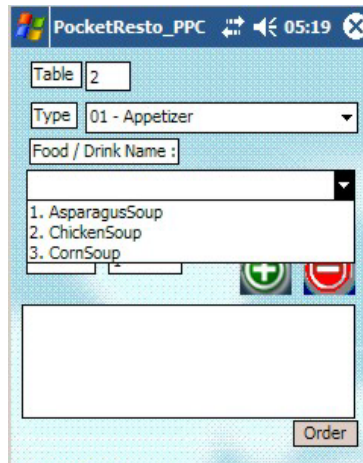 PocketResto_PPC 05:19
Table 2
Type 01 - Appetizer
Food / Drink Name :
1. AsparagusSoup
2. ChickenSoup
3. CornSoup
Order